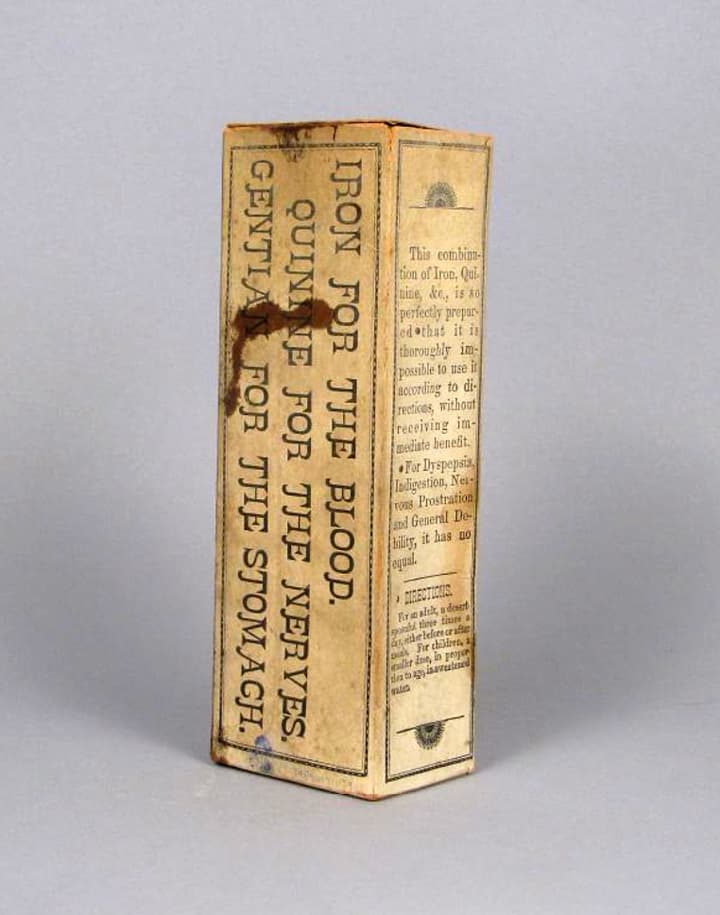 IRON FOR THE BLOOD.
QUININE FOR THE NERVES.
GENTIAN FOR THE STOMACH.
This combina-
tion of Iron, Qui-
nine, &c., is so
perfectly prepar-
ed that it is
thoroughly im-
possible to use it
according to di-
rections, without
receiving im-
mediate benefit.
For Dyspepsia,
Indigestion, Ner-
vous Prostration
and General De-
bility, it has no
equal.
DIRECTIONS.
For an adult, a desert
spoonful three times a
day, either before or after
meals. For children, a
smaller dose, in propor-
tion to age, in sweetened
water.